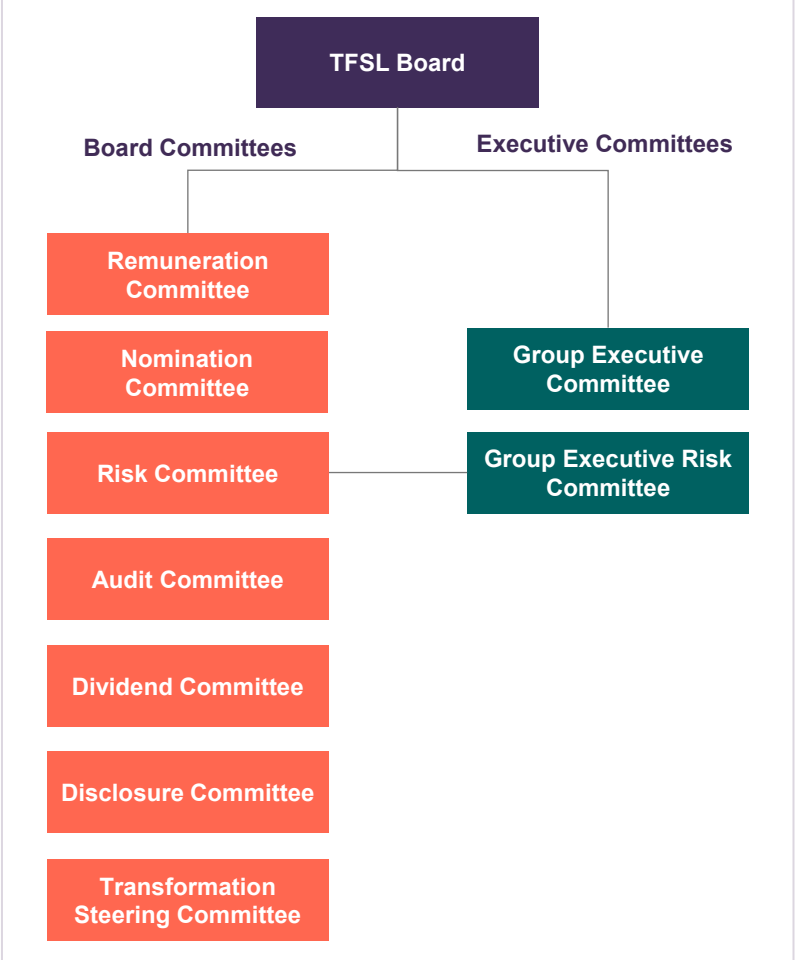 TFSL Board
Board Committees
Executive Committees
Remuneration
Committee
Nomination
Committee
Group Executive
Committee
Risk Committee
Group Executive Risk
Committee
Audit Committee
Dividend Committee
Disclosure Committee
Transformation
Steering Committee